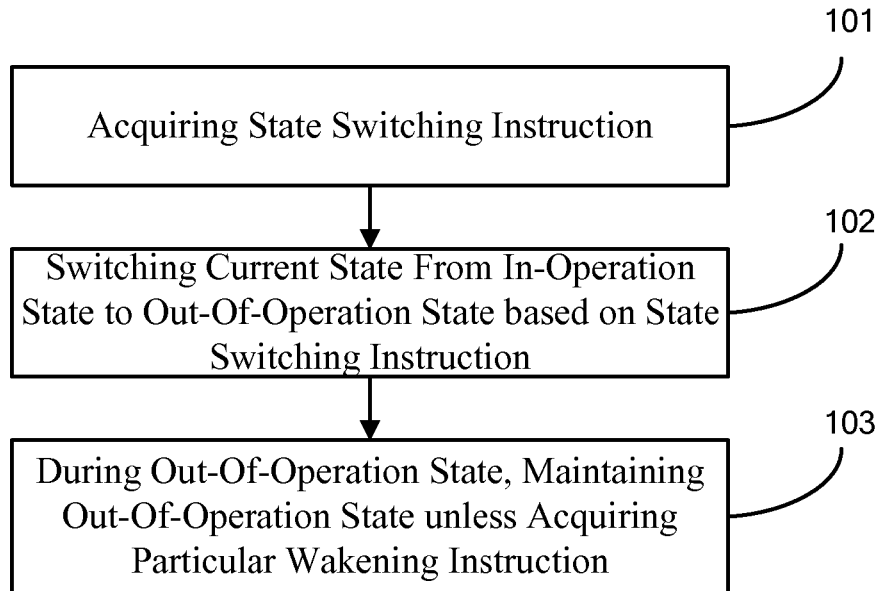 101
Acquiring State Switching Instruction
102
Switching Current State From In-Operation
State to Out-Of-Operation State based on State
Switching Instruction
103
During Out-Of-Operation State, Maintaining
Out-Of-Operation State unless Acquiring
Particular Wakening Instruction